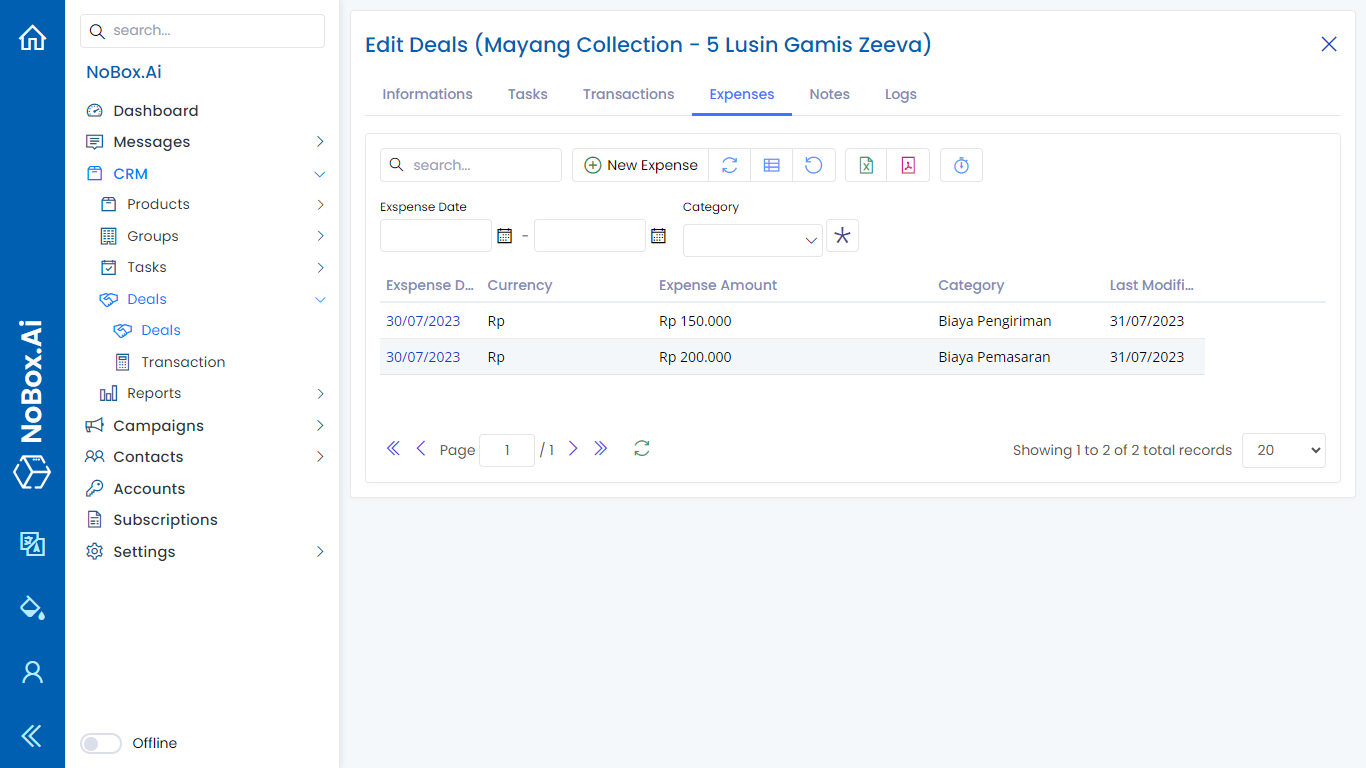 search...
NoBox.Ai
Dashboard
Messages
CRM
Products
Groups
Tasks
Deals
Deals
Transaction
Reports
Campaigns
Contacts
Accounts
Subscriptions
Settings
Offline
NoBox.Ai
Edit Deals (Mayang Collection - 5 Lusin Gamis Zeeva)
Informations Tasks Transactions Expenses Notes Logs
search... New Expense
Exspense Date Category
-
Exspense D... Currency Expense Amount Category Last Modifi...
30/07/2023 Rp Rp 150.000 Biaya Pengiriman 31/07/2023
30/07/2023 Rp Rp 200.000 Biaya Pemasaran 31/07/2023
Page 1 / 1 Showing 1 to 2 of 2 total records 20